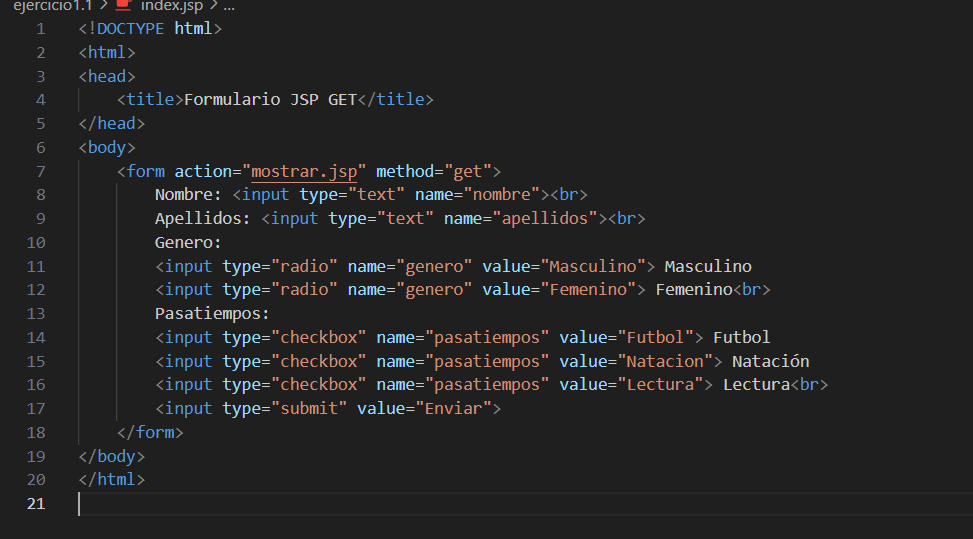 ejercicio1.1 > index.jsp > ...
1 <!DOCTYPE html>
2 <html>
3 <head>
4     <title>Formulario JSP GET</title>
5 </head>
6 <body>
7     <form action="mostrar.jsp" method="get">
8         Nombre: <input type="text" name="nombre"><br>
9         Apellidos: <input type="text" name="apellidos"><br>
10         Genero:
11         <input type="radio" name="genero" value="Masculino"> Masculino
12         <input type="radio" name="genero" value="Femenino"> Femenino<br>
13         Pasatiempos:
14         <input type="checkbox" name="pasatiempos" value="Futbol"> Futbol
15         <input type="checkbox" name="pasatiempos" value="Natacion"> Natación
16         <input type="checkbox" name="pasatiempos" value="Lectura"> Lectura<br>
17         <input type="submit" value="Enviar">
18     </form>
19 </body>
20 </html>
21